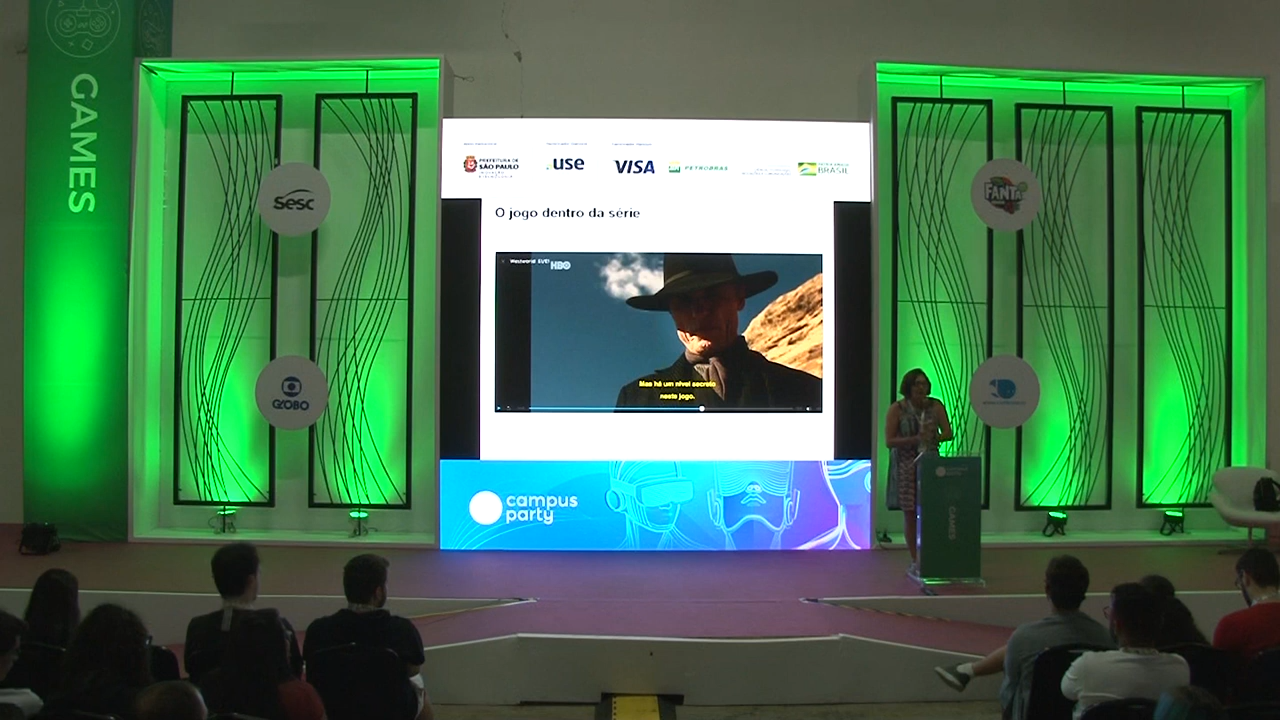 GAMES
PREFEITURA DE
SÃO PAULO
.use
VISA
BR PETROBRAS
BRASIL
O jogo dentro da série
HBO
Mas há um nível secreto
neste jogo.
Sesc
GLOBO
FANTA
campus
party
GAMES